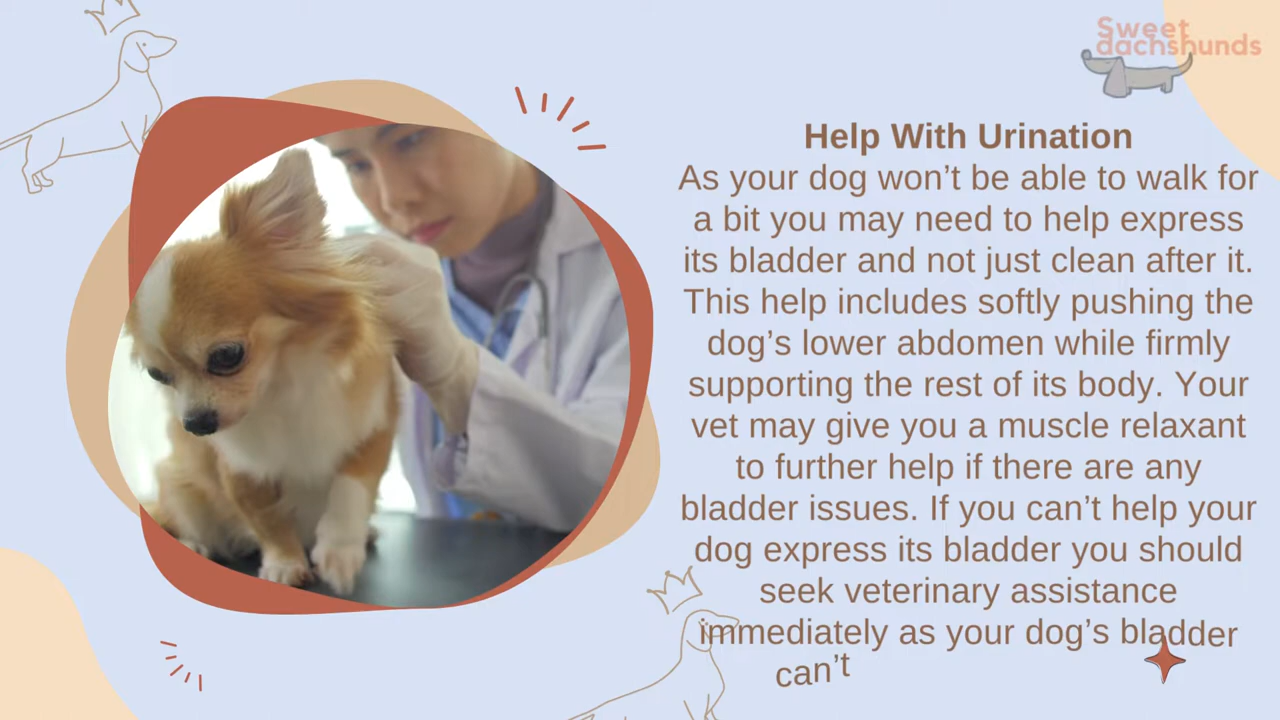 Sweet
dachshunds
Help With Urination
As your dog won’t be able to walk for
a bit you may need to help express
its bladder and not just clean after it.
This help includes softly pushing the
dog’s lower abdomen while firmly
supporting the rest of its body. Your
vet may give you a muscle relaxant
to further help if there are any
bladder issues. If you can’t help your
dog express its bladder you should
seek veterinary assistance
immediately as your dog’s bladder
can’t